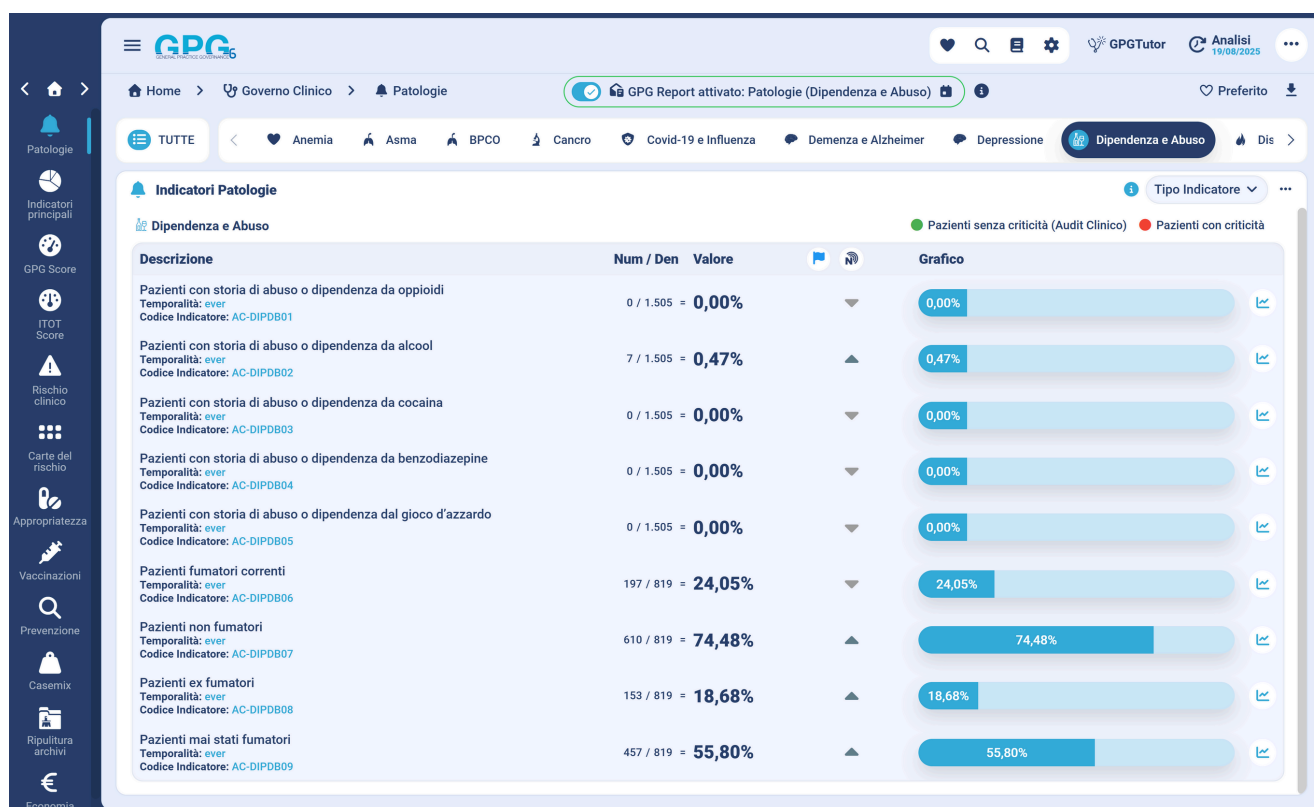 GPG6
GENERAL PRACTICE GOVERNANCE
GPGTutor
Analisi
19/08/2025
Home > Governo Clinico > Patologie
GPG Report attivato: Patologie (Dipendenza e Abuso)
Preferito
TUTTE
Anemia
Asma
BPCO
Cancro
Covid-19 e Influenza
Demenza e Alzheimer
Depressione
Dipendenza e Abuso
Dis
Patologie
Indicatori
principali
GPG Score
ITOT
Score
Rischio
clinico
Carte del
rischio
Appropriatezza
Vaccinazioni
Prevenzione
Casemix
Ripulitura
archivi
Economia
Indicatori Patologie
Tipo Indicatore
Dipendenza e Abuso
Pazienti senza criticità (Audit Clinico)
Pazienti con criticità
Descrizione Num / Den Valore N Grafico
Pazienti con storia di abuso o dipendenza da oppioidi
Temporalità: ever
Codice Indicatore: AC-DIPDB01
0 / 1.505 = 0,00%
0,00%
Pazienti con storia di abuso o dipendenza da alcool
Temporalità: ever
Codice Indicatore: AC-DIPDB02
7 / 1.505 = 0,47%
0,47%
Pazienti con storia di abuso o dipendenza da cocaina
Temporalità: ever
Codice Indicatore: AC-DIPDB03
0 / 1.505 = 0,00%
0,00%
Pazienti con storia di abuso o dipendenza da benzodiazepine
Temporalità: ever
Codice Indicatore: AC-DIPDB04
0 / 1.505 = 0,00%
0,00%
Pazienti con storia di abuso o dipendenza dal gioco d'azzardo
Temporalità: ever
Codice Indicatore: AC-DIPDB05
0 / 1.505 = 0,00%
0,00%
Pazienti fumatori correnti
Temporalità: ever
Codice Indicatore: AC-DIPDB06
197 / 819 = 24,05%
24,05%
Pazienti non fumatori
Temporalità: ever
Codice Indicatore: AC-DIPDB07
610 / 819 = 74,48%
74,48%
Pazienti ex fumatori
Temporalità: ever
Codice Indicatore: AC-DIPDB08
153 / 819 = 18,68%
18,68%
Pazienti mai stati fumatori
Temporalità: ever
Codice Indicatore: AC-DIPDB09
457 / 819 = 55,80%
55,80%